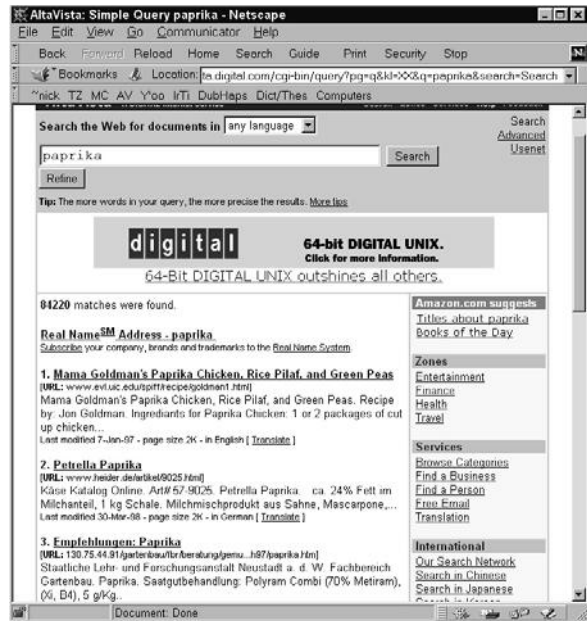 AltaVista: Simple Query paprika - Netscape
File Edit View Go Communicator Help
Back Forward Reload Home Search Guide Print Security Stop
Bookmarks Location: ta.digital.com/cgi-bin/query?pg=q&kl=XX&q=paprika&search=Search
~nick TZ MC AV Y'oo IrTi DubHaps Dict/Thes Computers
Search the Web for documents in any language
Search
Advanced
Usenet
paprika Search
Refine
Tip: The more words in your query, the more precise the results. More tips
digital 64-bit DIGITAL UNIX.
Click for more Information.
64-Bit DIGITAL UNIX outshines all others.
84220 matches were found.
Real Name SM Address - paprika
Subscribe your company, brands and trademarks to the Real Name System.
1. Mama Goldman's Paprika Chicken, Rice Pilaf, and Green Peas
[URL: www.evl.uic.edu/spiff/recipe/goldman1.html]
Mama Goldman's Paprika Chicken, Rice Pilaf, and Green Peas. Recipe
by: Jon Goldman. Ingrediants for Paprika Chicken: 1 or 2 packages of cut
up chicken...
Last modified 7-Jan-97 - page size 2K - in English [ Translate ]
2. Petrella Paprika
[URL: www.heider.de/artikel/9025.html]
Käse Katalog Online. Art# 57-9025. Petrella Paprika. ca. 24% Fett im
Milchanteil, 1 kg Schale. Milchmischprodukt aus Sahne, Mascarpone,...
Last modified 30-Mar-98 - page size 2K - in German [ Translate ]
3. Empfehlungen: Paprika
[URL: 130.75.44.91/gartenbau/fbr/beratung/gemu...h97/paprika.html]
Staatliche Lehr- und Forschungsanstalt Neustadt a. d. W. Fachbereich
Gartenbau. Paprika. Saatgutbehandlung: Polyram Combi (70% Metiram),
(Xi, B4), 5 g/Kg..
Amazon.com suggests
Titles about paprika
Books of the Day
Zones
Entertainment
Finance
Health
Travel
Services
Browse Categories
Find a Business
Find a Person
Free Email
Translation
International
Our Search Network
Search in Chinese
Search in Japanese
Document: Done